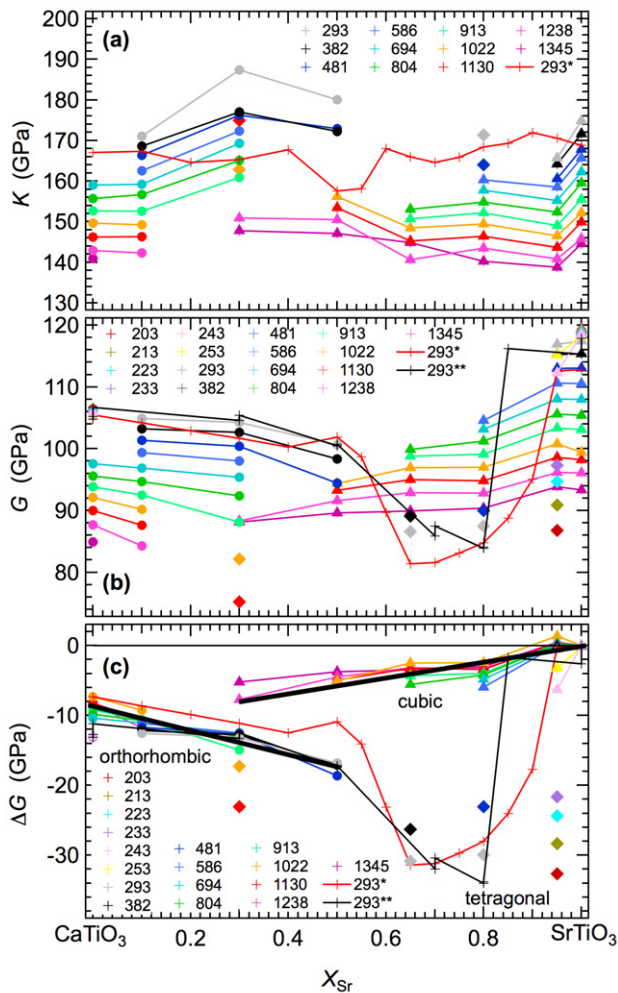 (a)
293 586 913 1238
382 694 1022 1345
481 804 1130 293*
200
190
180
170
160
150
140
130
K (GPa)
203 243 481 913 1345
213 253 586 1022 293*
223 293 694 1130 293**
233 382 804 1238
120
110
100
90
80
G (GPa)
(b)
(c)
0
-10
-20
-30
ΔG (GPa)
cubic
orthorhombic
203
213
223
233
243
253 481 913 1345
293 586 1022 293*
382 694 1130 293**
804 1238
tetragonal
CaTiO3 0.2 0.4 0.6 0.8 SrTiO3
XSr